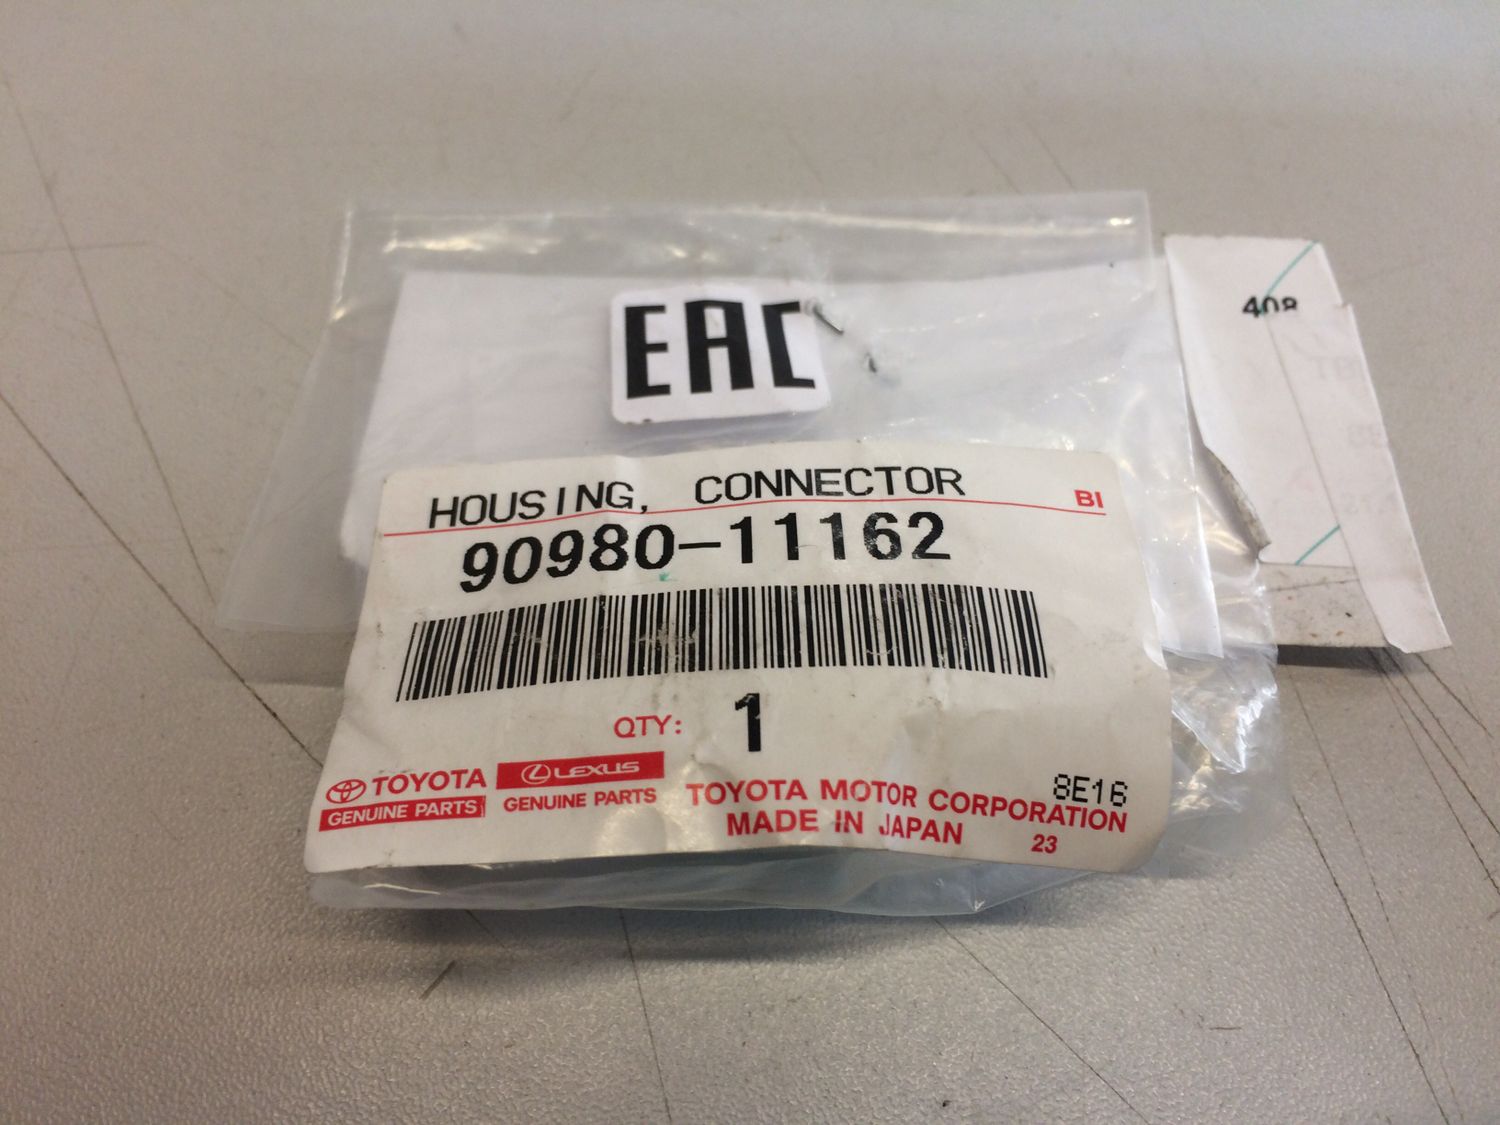 EAC
408
HOUSING, CONNECTOR
BI
90980-11162
QTY: 1
TOYOTA
GENUINE PARTS
LEXUS
GENUINE PARTS
8E16
TOYOTA MOTOR CORPORATION
MADE IN JAPAN 23